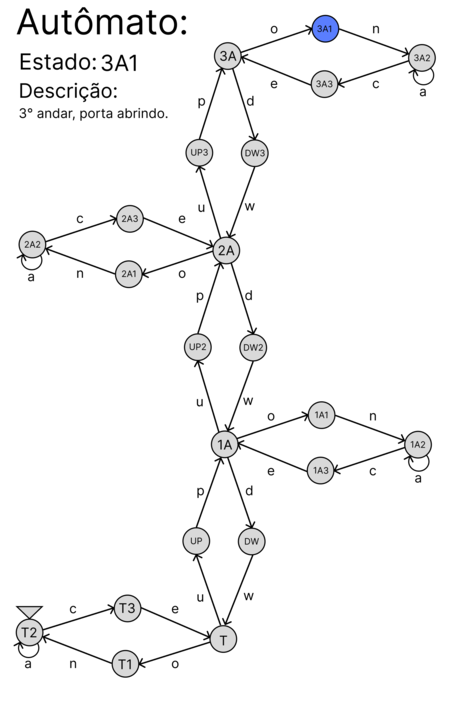 Autômato:
Estado: 3A1
Descrição:
3° andar, porta abrindo.
o
3A1
n
3A
3A2
e
3A3
c
a
p
d
UP3
DW3
u
w
c
2A3
e
2A2
2A
a
n
2A1
o
p
d
UP2
DW2
u
w
o
1A1
n
1A
1A2
e
1A3
c
a
p
d
UP
DW
u
w
c
T3
e
T2
T
a
n
T1
o